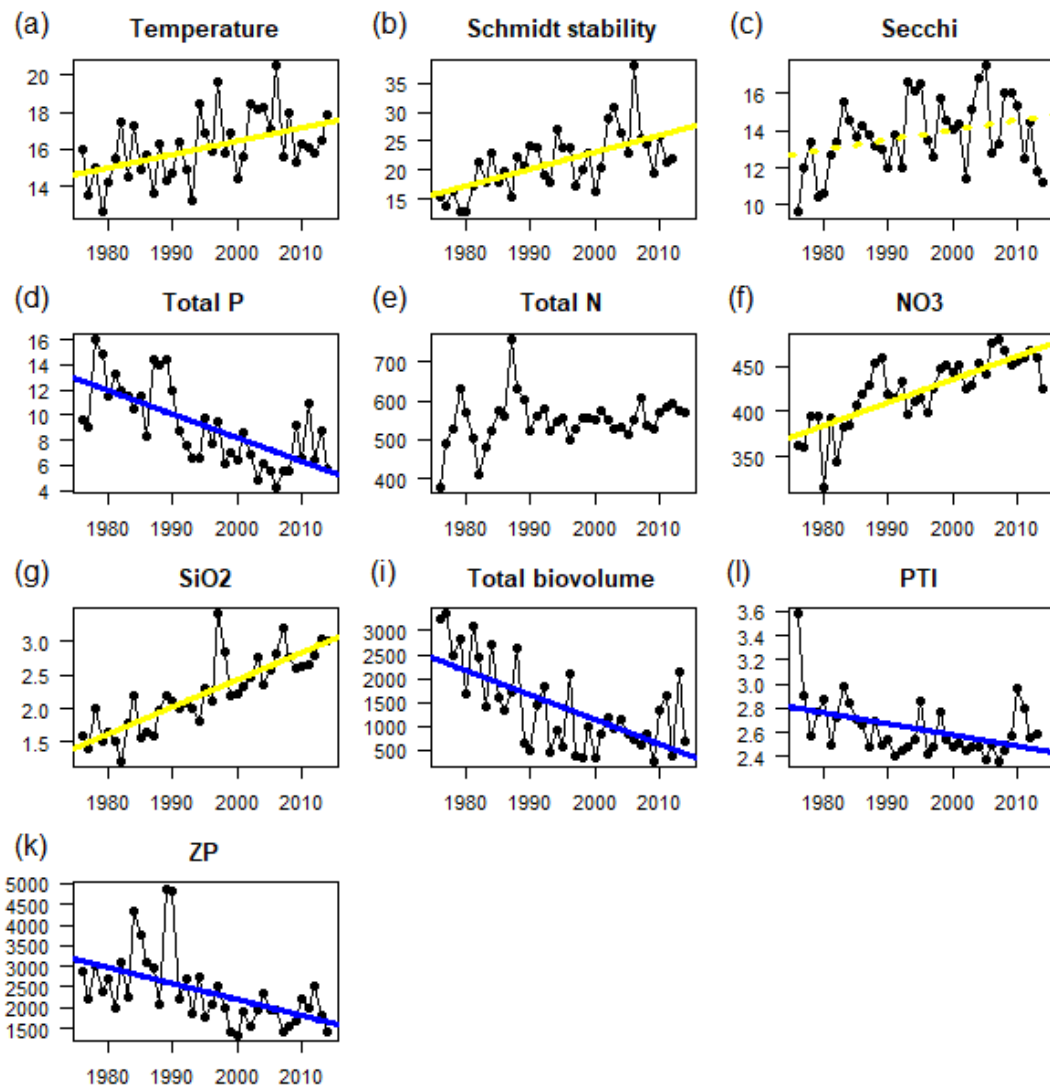 (a) Temperature
20
18
16
14
1980 1990 2000 2010
(b) Schmidt stability
35
30
25
20
15
1980 1990 2000 2010
(c) Secchi
16
14
12
10
1980 1990 2000 2010
(d) Total P
16
14
12
10
8
6
4
1980 1990 2000 2010
(e) Total N
700
600
500
400
1980 1990 2000 2010
(f) NO3
450
400
350
1980 1990 2000 2010
(g) SiO2
3.0
2.5
2.0
1.5
1980 1990 2000 2010
(i) Total biovolume
3000
2500
2000
1500
1000
500
1980 1990 2000 2010
(l) PTI
3.6
3.4
3.2
3.0
2.8
2.6
2.4
1980 1990 2000 2010
(k) ZP
5000
4500
4000
3500
3000
2500
2000
1500
1980 1990 2000 2010